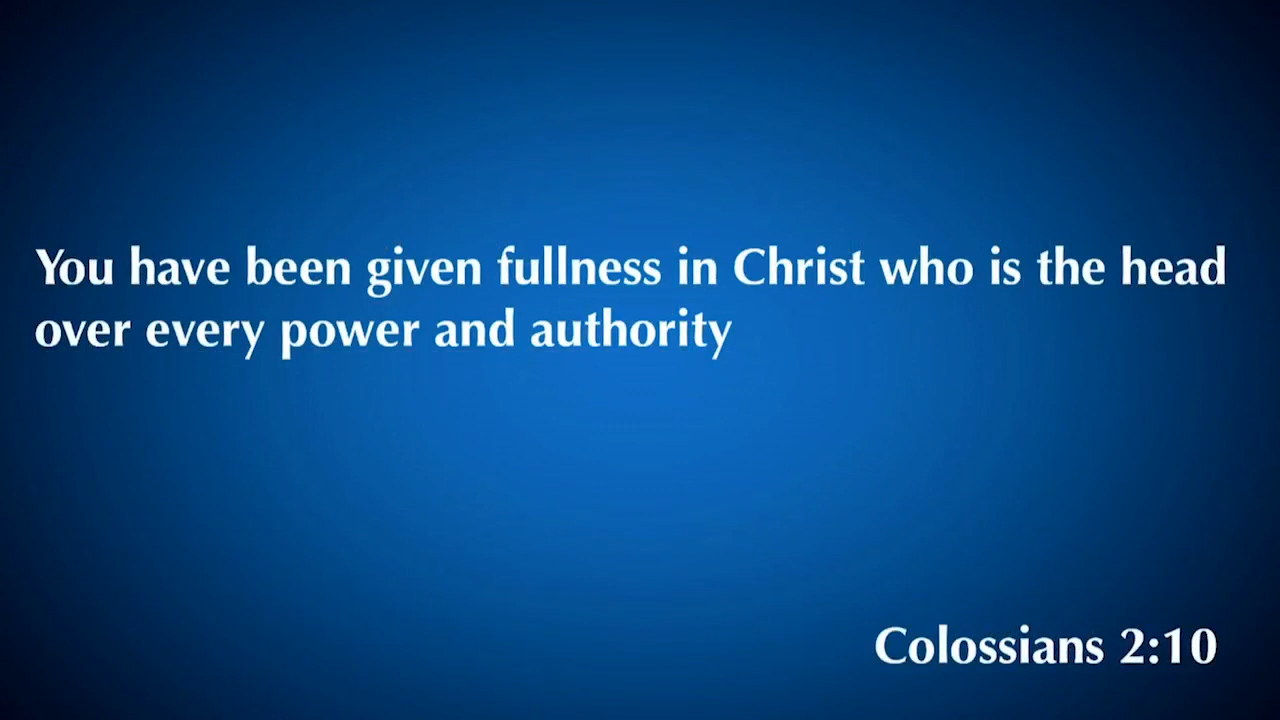 You have been given fullness in Christ who is the head
over every power and authority
Colossians 2:10